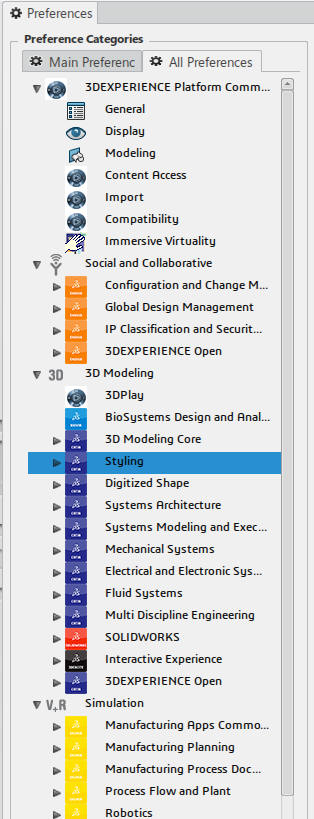 Preferences
Preference Categories
Main Preferenc
All Preferences
3DEXPERIENCE Platform Comm...
General
Display
Modeling
Content Access
Import
Compatibility
Immersive Virtuality
Social and Collaborative
Configuration and Change M...
Global Design Management
IP Classification and Securit...
3DEXPERIENCE Open
3D 3D Modeling
3DPlay
BioSystems Design and Anal...
3D Modeling Core
Styling
Digitized Shape
Systems Architecture
Systems Modeling and Exec...
Mechanical Systems
Electrical and Electronic Sys...
Fluid Systems
Multi Discipline Engineering
SOLIDWORKS
Interactive Experience
3DEXPERIENCE Open
V+R Simulation
Manufacturing Apps Commo...
Manufacturing Planning
Manufacturing Process Doc...
Process Flow and Plant
Robotics